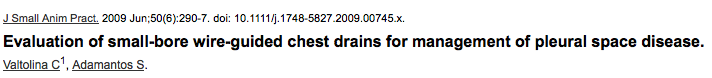 J Small Anim Pract. 2009 Jun;50(6):290-7. doi: 10.1111/j.1748-5827.2009.00745.x.
Evaluation of small-bore wire-guided chest drains for management of pleural space disease.
Valtolina C1, Adamantos S.